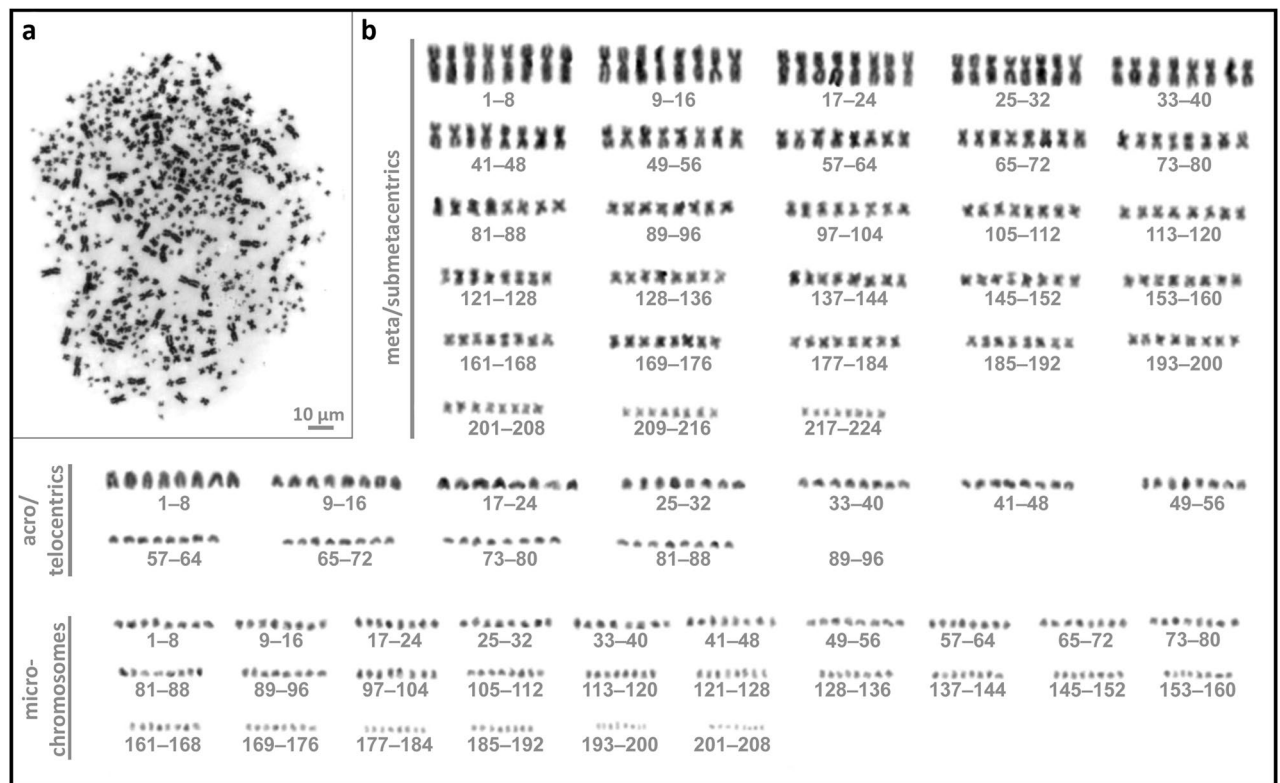 a
b
10 µm
meta/submetacentrics
1–8 9–16 17–24 25–32 33–40
41–48 49–56 57–64 65–72 73–80
81–88 89–96 97–104 105–112 113–120
121–128 128–136 137–144 145–152 153–160
161–168 169–176 177–184 185–192 193–200
201–208 209–216 217–224
acro/
telocentrics
1–8 9–16 17–24 25–32 33–40 41–48 49–56
57–64 65–72 73–80 81–88 89–96
micro-
chromosomes
1–8 9–16 17–24 25–32 33–40 41–48 49–56 57–64 65–72 73–80
81–88 89–96 97–104 105–112 113–120 121–128 128–136 137–144 145–152 153–160
161–168 169–176 177–184 185–192 193–200 201–208